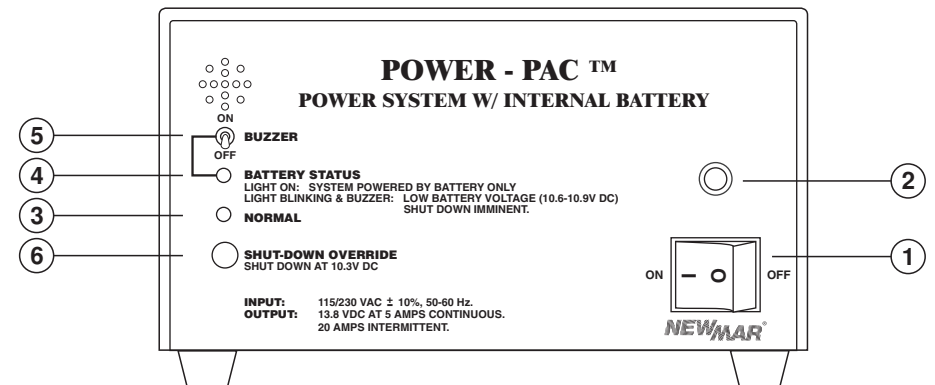 POWER - PAC ™
POWER SYSTEM W/ INTERNAL BATTERY
ON
5
BUZZER
OFF
4
BATTERY STATUS
LIGHT ON: SYSTEM POWERED BY BATTERY ONLY
LIGHT BLINKING & BUZZER: LOW BATTERY VOLTAGE (10.6-10.9V DC)
SHUT DOWN IMMINENT.
2
3
NORMAL
6
SHUT-DOWN OVERRIDE
SHUT DOWN AT 10.3V DC
1
ON
I O
OFF
INPUT: 115/230 VAC ± 10%, 50-60 Hz.
OUTPUT: 13.8 VDC AT 5 AMPS CONTINUOUS.
20 AMPS INTERMITTENT.
NEWMAR®